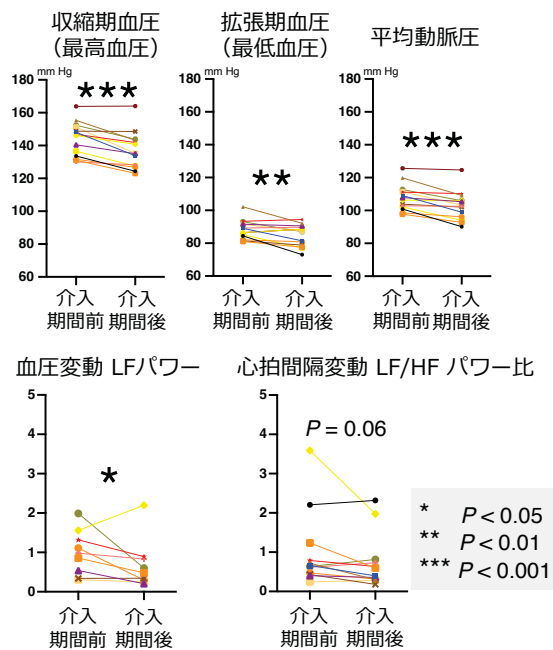 収縮期血圧
（最高血圧）
mm Hg
***
180
160
140
120
100
80
60
介入
期間前
介入
期間後
拡張期血圧
（最低血圧）
mm Hg
**
180
160
140
120
100
80
60
介入
期間前
介入
期間後
平均動脈圧
mm Hg
***
180
160
140
120
100
80
60
介入
期間前
介入
期間後
血圧変動 LFパワー
*
5
4
3
2
1
0
介入
期間前
介入
期間後
心拍間隔変動 LF/HF パワー比
P = 0.06
5
4
3
2
1
0
介入
期間前
介入
期間後
* P < 0.05
** P < 0.01
*** P < 0.001